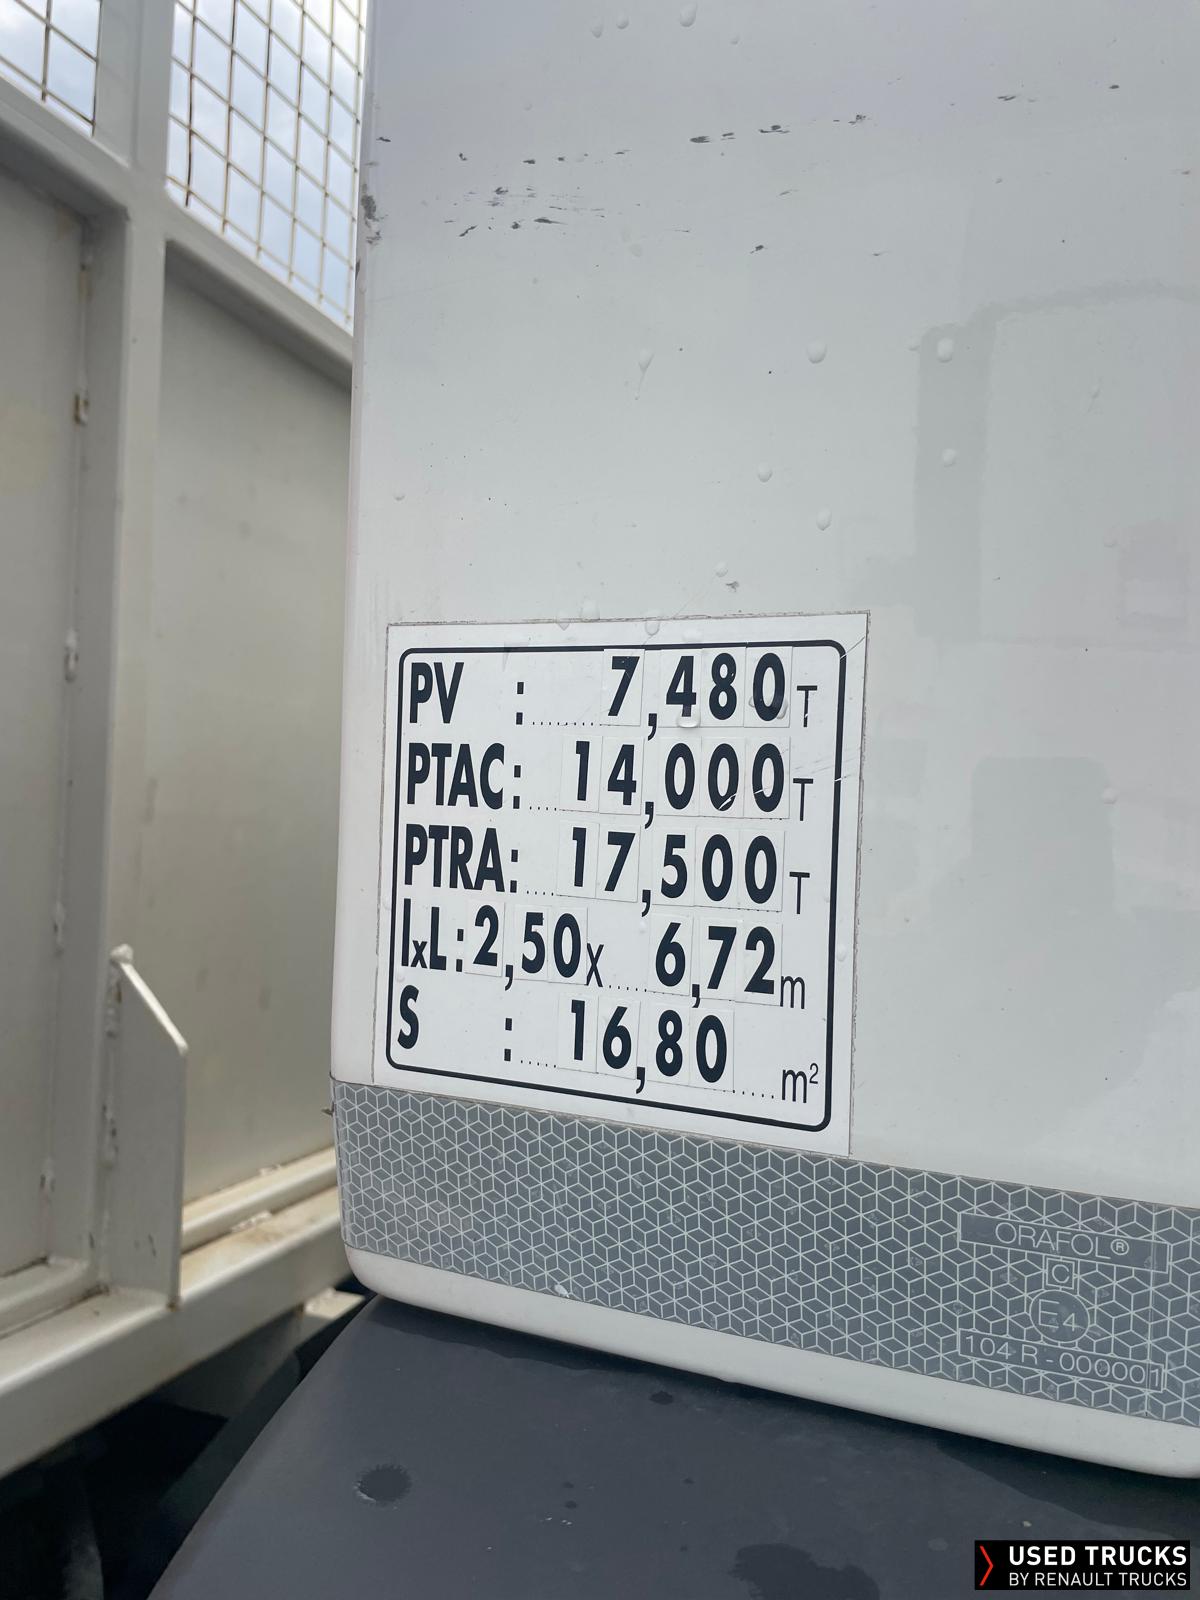 PV : ....... 7,480 T
PTAC : .... 14,000 T
PTRA : .... 17,500 T
lxL : 2,50 x ..... 6,72 m
S : .... 16,80 ..... m²
ORAFOL®
C
E4
104 R - 000001
USED TRUCKS
BY RENAULT TRUCKS